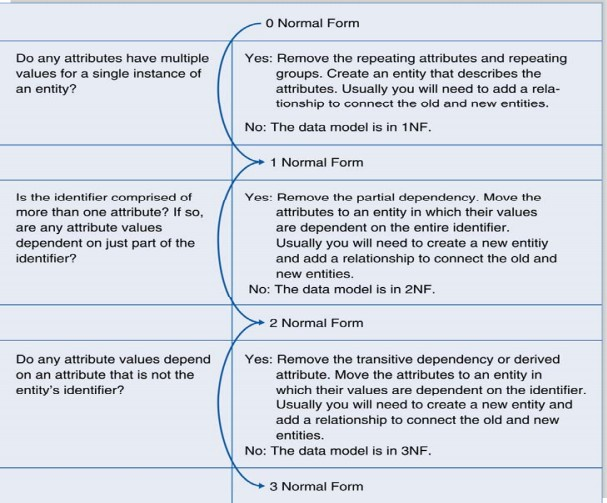 0 Normal Form
Do any attributes have multiple
values for a single instance of
an entity?
Yes: Remove the repeating attributes and repeating
groups. Create an entity that describes the
attributes. Usually you will need to add a rela-
tionship to connect the old and new entities.
No: The data model is in 1NF.
1 Normal Form
Is the identifier comprised of
more than one attribute? If so,
are any attribute values
dependent on just part of the
identifier?
Yes: Remove the partial dependency. Move the
attributes to an entity in which their values
are dependent on the entire identifier.
Usually you will need to create a new entitiy
and add a relationship to connect the old and
new entities.
No: The data model is in 2NF.
2 Normal Form
Do any attribute values depend
on an attribute that is not the
entity's identifier?
Yes: Remove the transitive dependency or derived
attribute. Move the attributes to an entity in
which their values are dependent on the identifier.
Usually you will need to create a new entity and
add a relationship to connect the old and new
entities.
No: The data model is in 3NF.
3 Normal Form